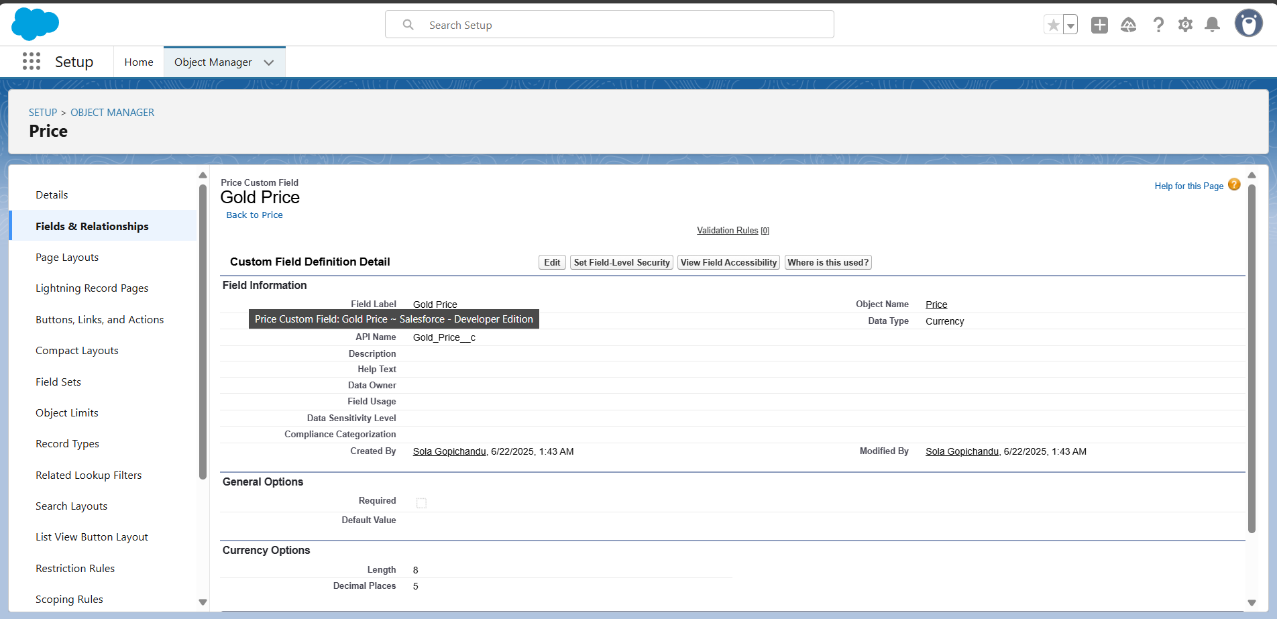 Search Setup
Setup
Home
Object Manager
SETUP > OBJECT MANAGER
Price
Details
Fields & Relationships
Page Layouts
Lightning Record Pages
Buttons, Links, and Actions
Compact Layouts
Field Sets
Object Limits
Record Types
Related Lookup Filters
Search Layouts
List View Button Layout
Restriction Rules
Scoping Rules
Price Custom Field
Gold Price
Back to Price
Help for this Page ?
Validation Rules [0]
Custom Field Definition Detail
Edit
Set Field-Level Security
View Field Accessibility
Where is this used?
Field Information
Field Label Gold Price
Object Name Price
Price Custom Field: Gold Price ~ Salesforce - Developer Edition
Data Type Currency
API Name Gold_Price__c
Description
Help Text
Data Owner
Field Usage
Data Sensitivity Level
Compliance Categorization
Created By Sola Gopichandu, 6/22/2025, 1:43 AM
Modified By Sola Gopichandu, 6/22/2025, 1:43 AM
General Options
Required
Default Value
Currency Options
Length 8
Decimal Places 5